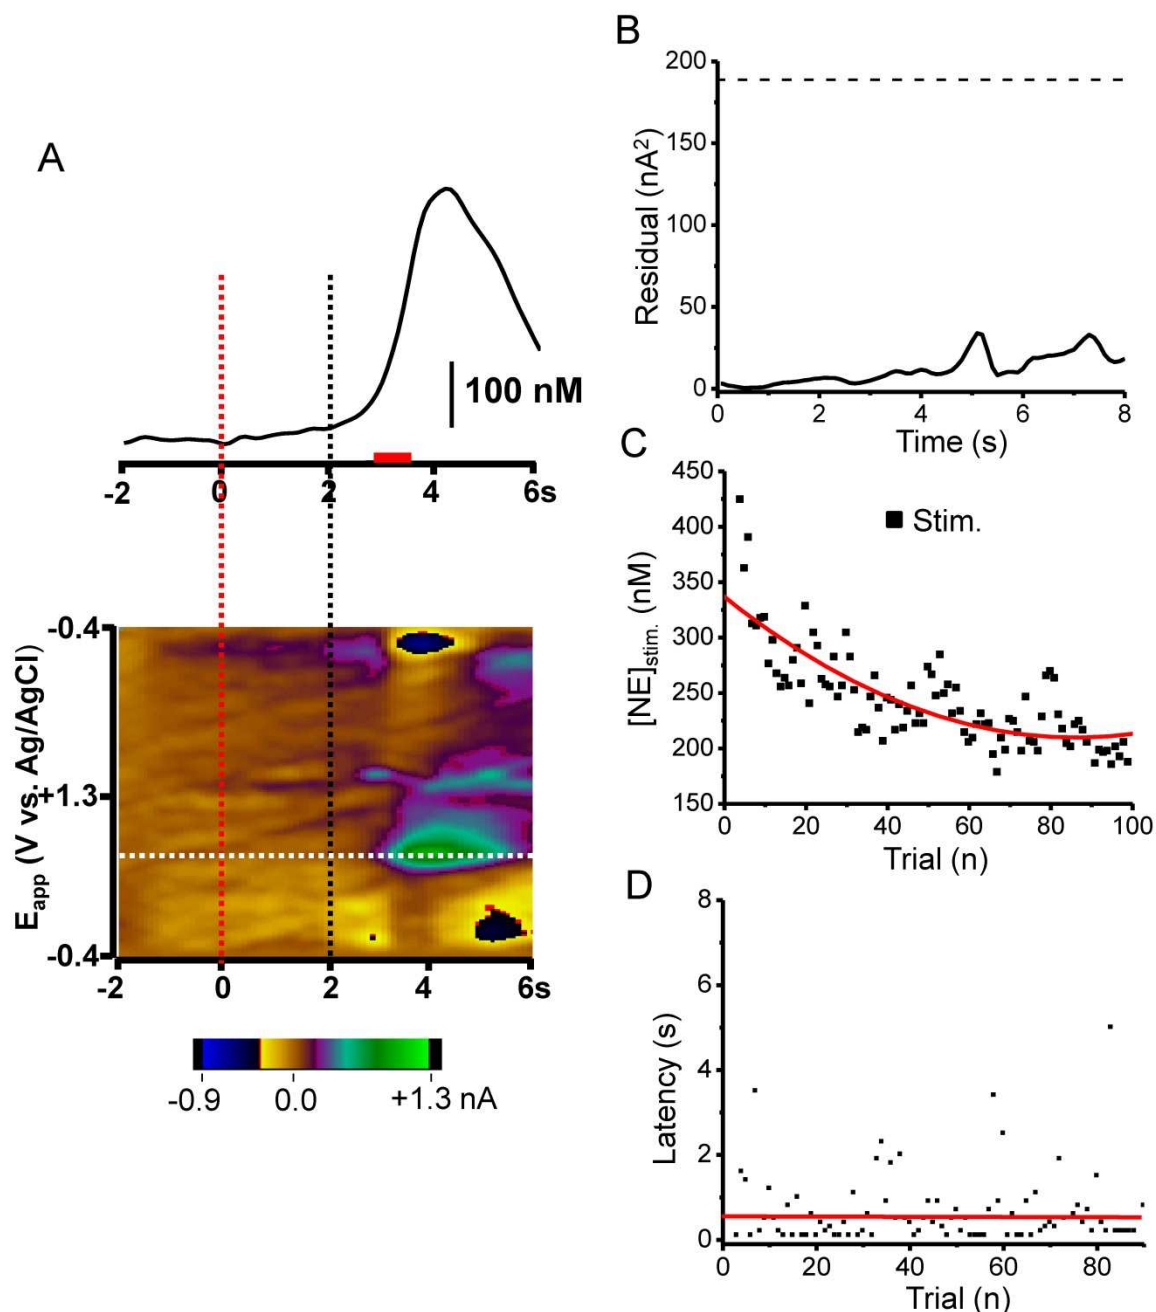 A
100 nM
-2 0 2 4 6s
E_app (V vs. Ag/AgCl)
-0.4
+1.3
-0.4
-2 0 2 4 6s
-0.9 0.0 +1.3 nA
B
Residual (nA²)
200
150
100
50
0
0 2 4 6 8
Time (s)
C
[NE]stim. (nM)
450
400
350
300
250
200
150
Stim.
0 20 40 60 80 100
Trial (n)
D
Latency (s)
8
6
4
2
0
0 20 40 60 80
Trial (n)